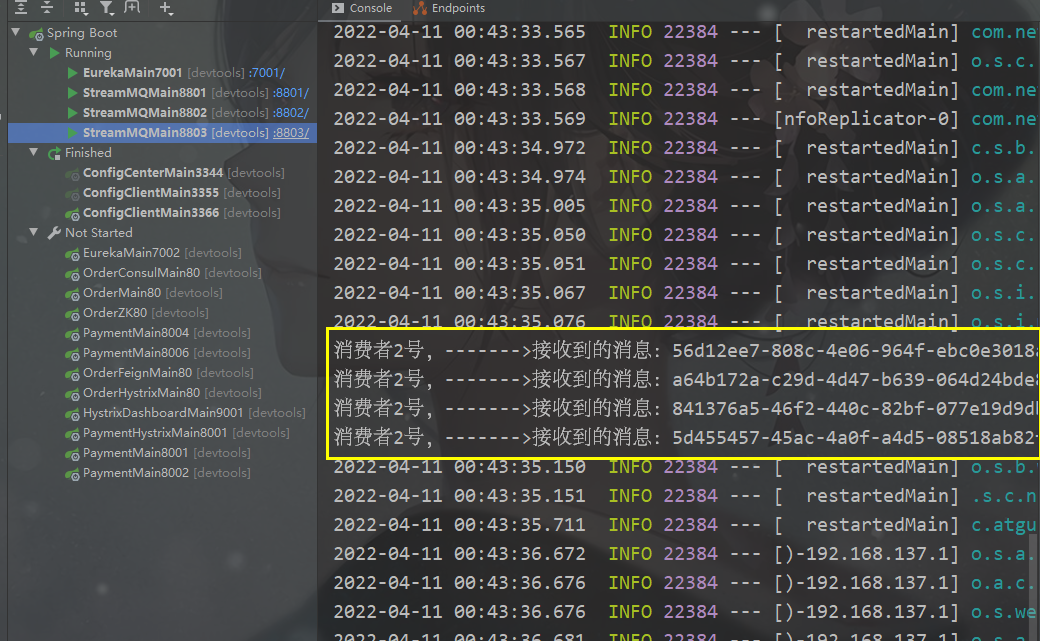 Console
Endpoints
Spring Boot
Running
EurekaMain7001 [devtools] :7001/
StreamMQMain8801 [devtools] :8801/
StreamMQMain8802 [devtools] :8802/
StreamMQMain8803 [devtools] :8803/
Finished
ConfigCenterMain3344 [devtools]
ConfigClientMain3355 [devtools]
ConfigClientMain3366 [devtools]
Not Started
EurekaMain7002 [devtools]
OrderConsulMain80 [devtools]
OrderMain80 [devtools]
OrderZK80 [devtools]
PaymentMain8004 [devtools]
PaymentMain8006 [devtools]
OrderFeignMain80 [devtools]
OrderHystrixMain80 [devtools]
HystrixDashboardMain9001 [devtools]
PaymentHystrixMain8001 [devtools]
PaymentMain8001 [devtools]
PaymentMain8002 [devtools]
2022-04-11 00:43:33.565 INFO 22384 --- [ restartedMain] com.ne
2022-04-11 00:43:33.567 INFO 22384 --- [ restartedMain] o.s.c.
2022-04-11 00:43:33.568 INFO 22384 --- [ restartedMain] com.ne
2022-04-11 00:43:33.569 INFO 22384 --- [nfoReplicator-0] com.ne
2022-04-11 00:43:34.972 INFO 22384 --- [ restartedMain] c.s.b.
2022-04-11 00:43:34.974 INFO 22384 --- [ restartedMain] o.s.a.
2022-04-11 00:43:35.005 INFO 22384 --- [ restartedMain] o.s.a.
2022-04-11 00:43:35.050 INFO 22384 --- [ restartedMain] o.s.c.
2022-04-11 00:43:35.051 INFO 22384 --- [ restartedMain] o.s.c.
2022-04-11 00:43:35.067 INFO 22384 --- [ restartedMain] o.s.i.
2022-04-11 00:43:35.076 INFO 22384 --- [ restartedMain] o.s.i.
消费者2号，------->接收到的消息：56d12ee7-808c-4e06-964f-ebc0e3018
消费者2号，------->接收到的消息：a64b172a-c29d-4d47-b639-064d24bde
消费者2号，------->接收到的消息：841376a5-46f2-440c-82bf-077e19d9d
消费者2号，------->接收到的消息：5d455457-45ac-4a0f-a4d5-08518ab82
2022-04-11 00:43:35.150 INFO 22384 --- [ restartedMain] o.s.b.
2022-04-11 00:43:35.151 INFO 22384 --- [ restartedMain] .s.c.n
2022-04-11 00:43:35.711 INFO 22384 --- [ restartedMain] c.atgu
2022-04-11 00:43:36.672 INFO 22384 --- [)-192.168.137.1] o.s.a.
2022-04-11 00:43:36.676 INFO 22384 --- [)-192.168.137.1] o.a.c.
2022-04-11 00:43:36.676 INFO 22384 --- [)-192.168.137.1] o.s.we
2022-04-11 00:43:36.681 INFO 22384 --- [)-192.168.137.1] o.s.a.